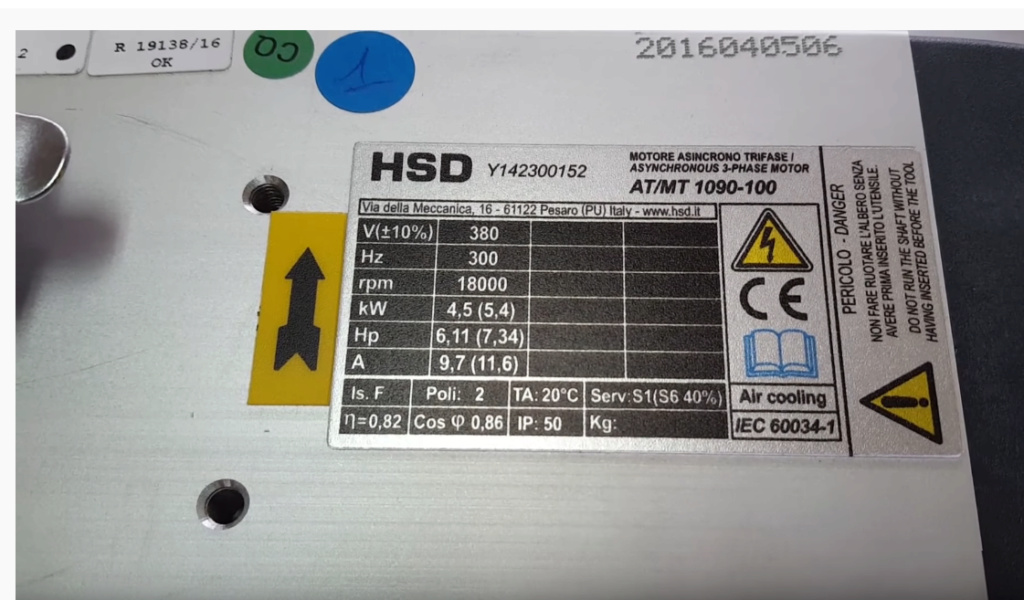 2
R 19138/16
OK
CQ
1
2016040506
HSD Y142300152
MOTORE ASINCRONO TRIFASE /
ASYNCHRONOUS 3-PHASE MOTOR
AT/MT 1090-100
Via della Meccanica, 16 - 61122 Pesaro (PU) Italy - www.hsd.it
V(±10%) 380
Hz 300
rpm 18000
kW 4,5 (5,4)
Hp 6,11 (7,34)
A 9,7 (11,6)
Is. F Poli: 2 TA: 20°C Serv: S1(S6 40%)
η=0,82 Cos φ 0,86 IP: 50 Kg:
CE
Air cooling
IEC 60034-1
PERICOLO - DANGER
NON FARE RUOTARE L'ALBERO SENZA
AVERE PRIMA INSERITO L'UTENSILE.
DO NOT RUN THE SHAFT WITHOUT
HAVING INSERTED BEFORE THE TOOL